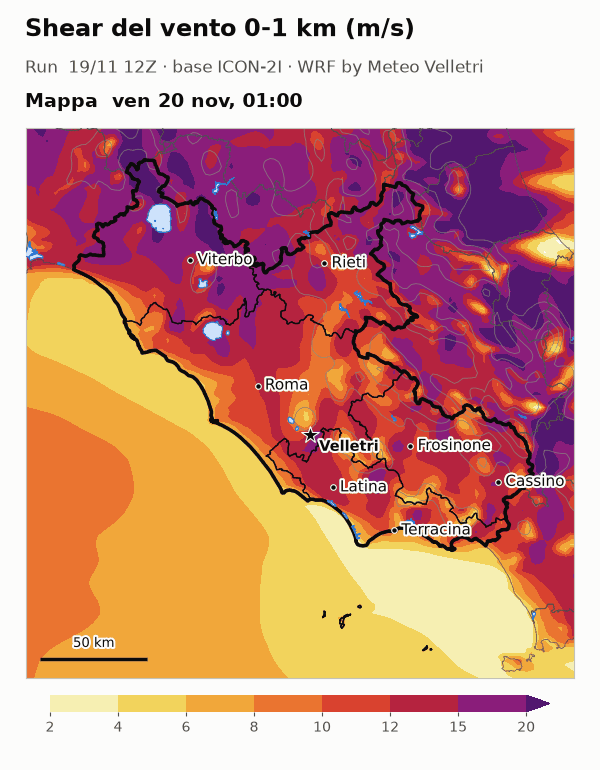 Shear del vento 0-1 km (m/s)
Run  19/11 12Z · base ICON-2I · WRF by Meteo Velletri
Mappa  ven 20 nov, 01:00
Viterbo
Rieti
Roma
Velletri
Frosinone
Cassino
Latina
Terracina
50 km
2 4 6 8 10 12 15 20